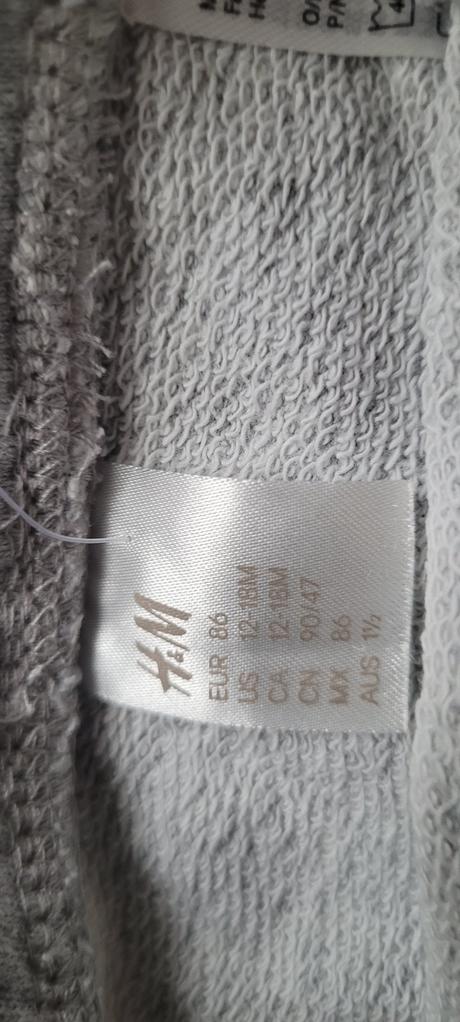 H&M
EUR 86
US 12-18M
CA 12-18M
CN 90/47
MX 86
AUS 1½